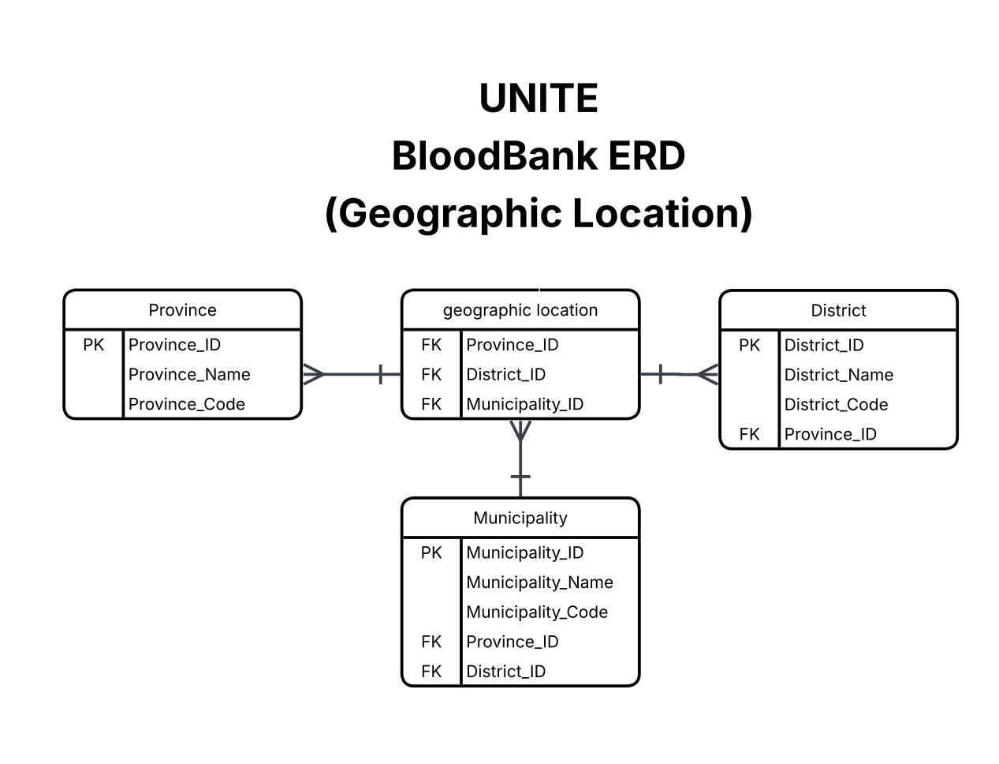 UNITE
BloodBank ERD
(Geographic Location)
Province
PK Province_ID
Province_Name
Province_Code
geographic location
FK Province_ID
FK District_ID
FK Municipality_ID
District
PK District_ID
District_Name
District_Code
FK Province_ID
Municipality
PK Municipality_ID
Municipality_Name
Municipality_Code
FK Province_ID
FK District_ID